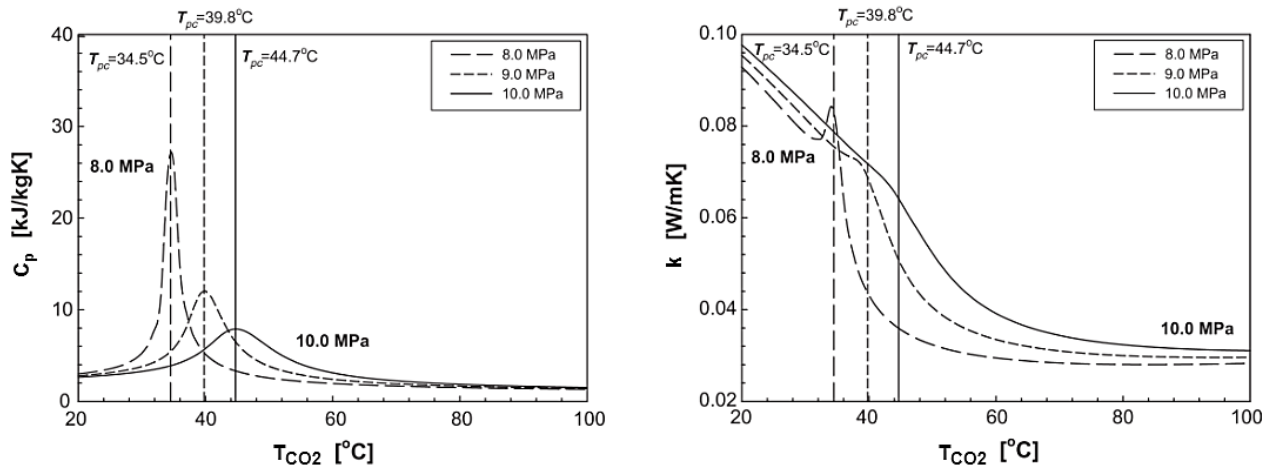 T_pc=39.8°C
40
T_pc=34.5°C
T_pc=44.7°C
8.0 MPa
9.0 MPa
10.0 MPa
30
8.0 MPa
20
10
10.0 MPa
0
20 40 60 80 100
C_p [kJ/kgK]
T_CO2 [°C]
T_pc=39.8°C
0.10
T_pc=34.5°C
T_pc=44.7°C
8.0 MPa
9.0 MPa
10.0 MPa
0.08
8.0 MPa
0.06
0.04
10.0 MPa
0.02
20 40 60 80 100
k [W/mK]
T_CO2 [°C]